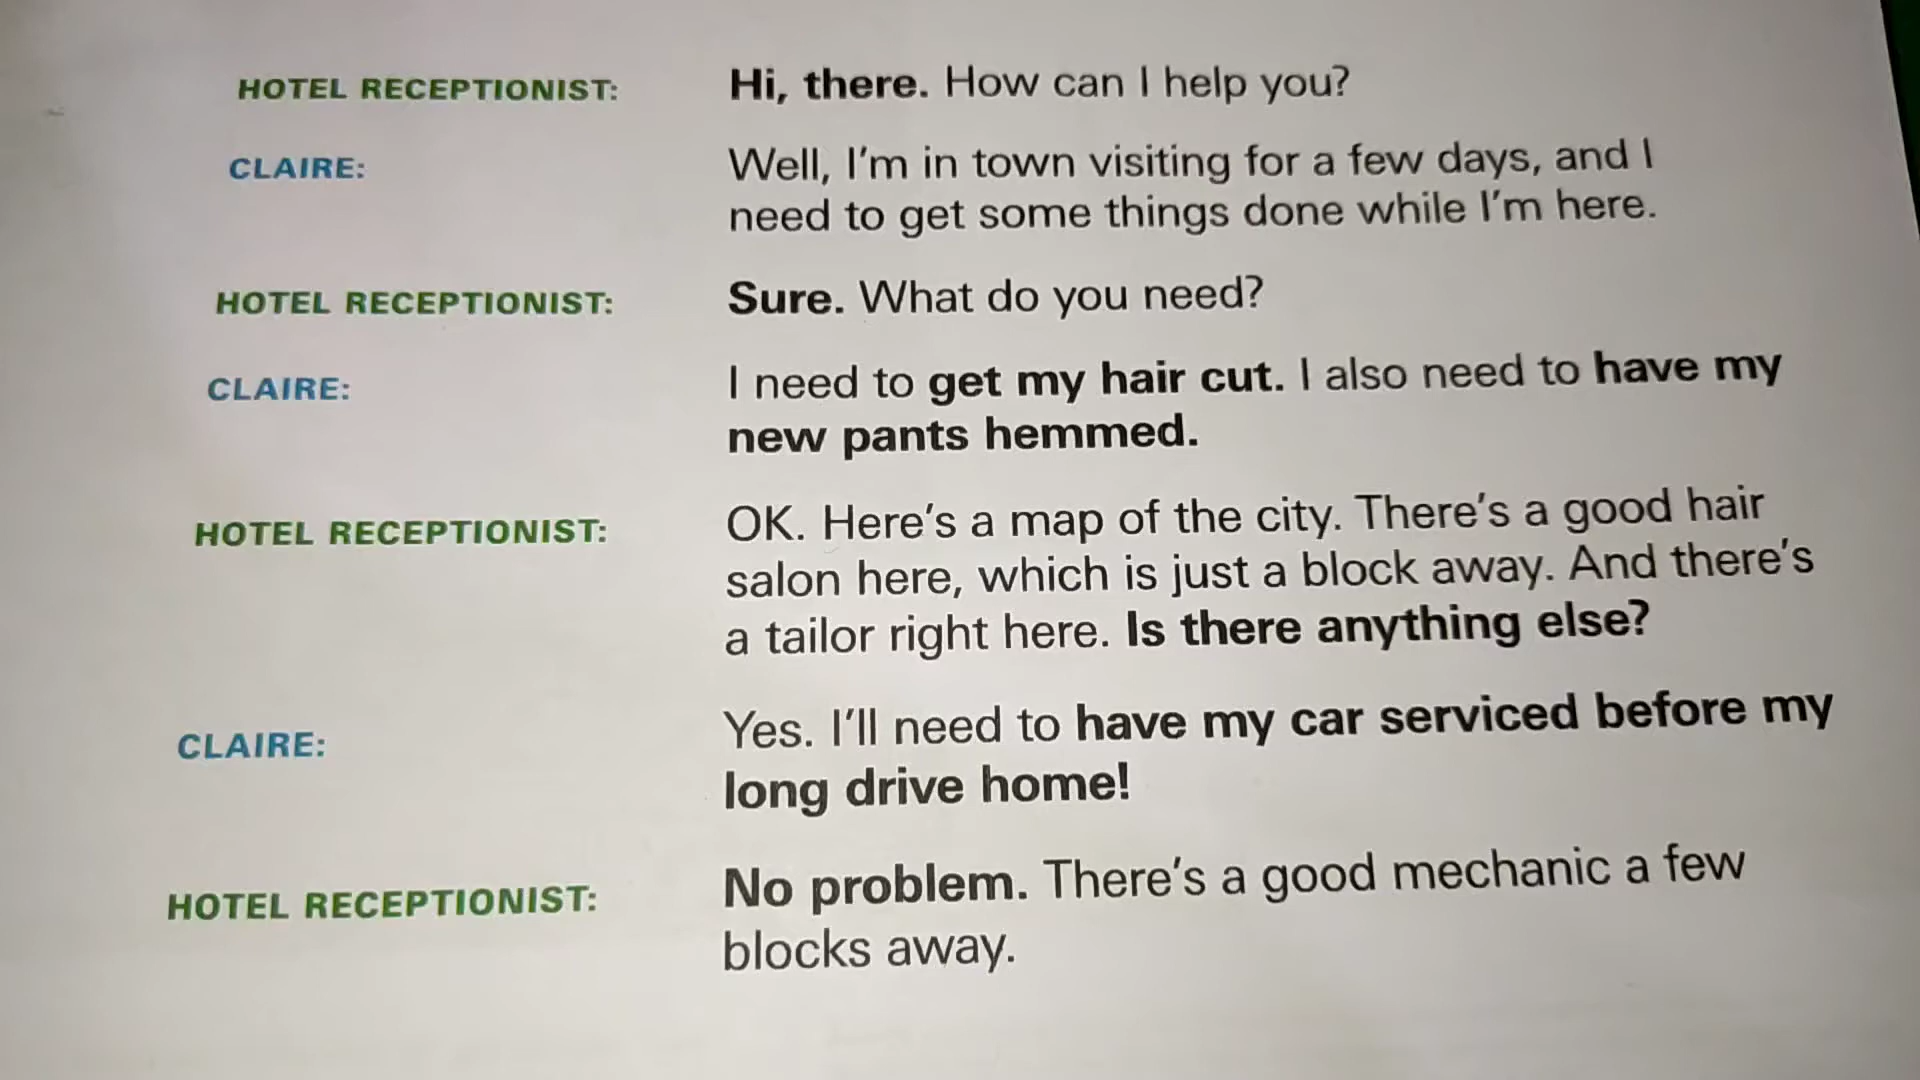 HOTEL RECEPTIONIST: Hi, there. How can I help you?
CLAIRE: Well, I'm in town visiting for a few days, and I
need to get some things done while I'm here.
HOTEL RECEPTIONIST: Sure. What do you need?
CLAIRE: I need to get my hair cut. I also need to have my
new pants hemmed.
HOTEL RECEPTIONIST: OK. Here's a map of the city. There's a good hair
salon here, which is just a block away. And there's
a tailor right here. Is there anything else?
CLAIRE: Yes. I'll need to have my car serviced before my
long drive home!
HOTEL RECEPTIONIST: No problem. There's a good mechanic a few
blocks away.